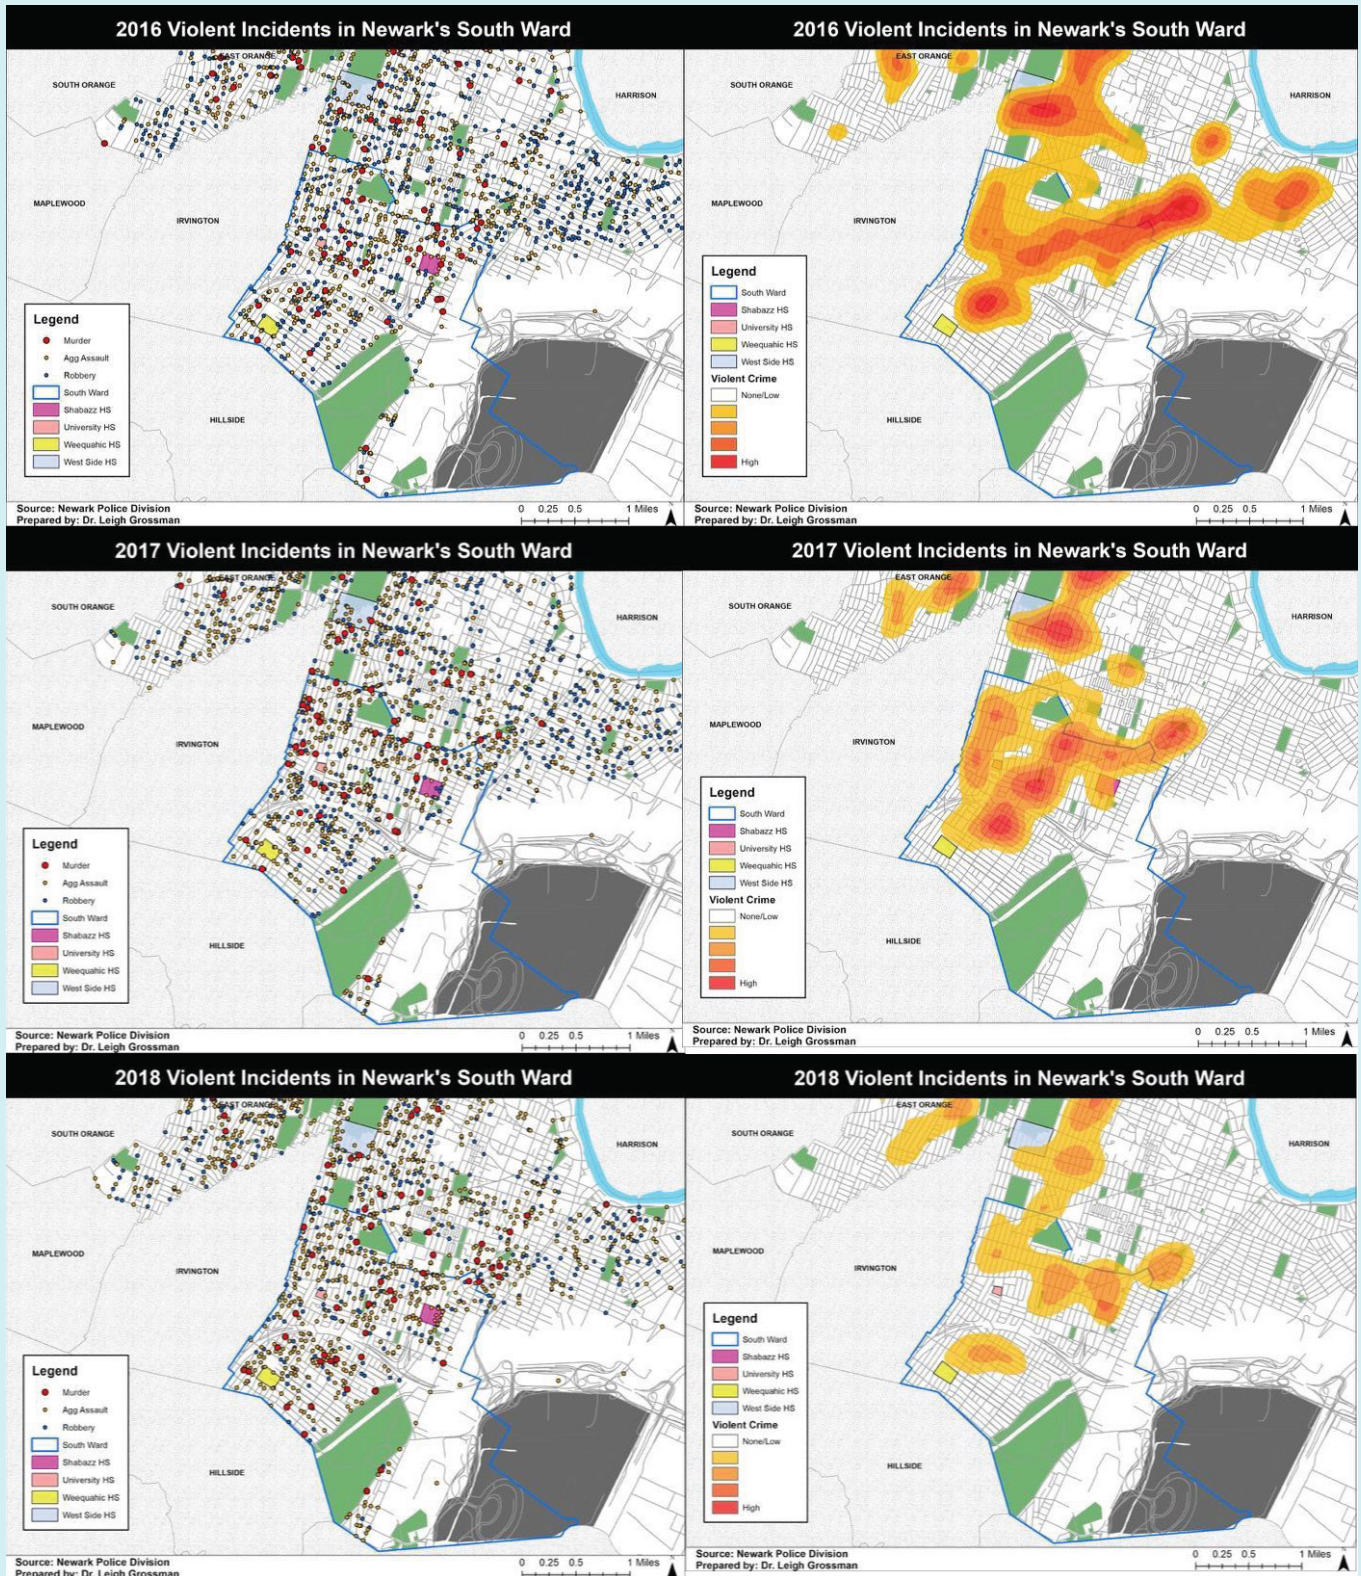 2016 Violent Incidents in Newark's South Ward
EAST ORANGE
SOUTH ORANGE
HARRISON
MAPLEWOOD
IRVINGTON
HILLSIDE
Legend
Murder
Agg Assault
Robbery
South Ward
Shabazz HS
University HS
Weequahic HS
West Side HS
Source: Newark Police Division
Prepared by: Dr. Leigh Grossman
0 0.25 0.5 1 Miles
2016 Violent Incidents in Newark's South Ward
EAST ORANGE
SOUTH ORANGE
HARRISON
MAPLEWOOD
IRVINGTON
HILLSIDE
Legend
South Ward
Shabazz HS
University HS
Weequahic HS
West Side HS
Violent Crime
None/Low
High
Source: Newark Police Division
Prepared by: Dr. Leigh Grossman
0 0.25 0.5 1 Miles
2017 Violent Incidents in Newark's South Ward
EAST ORANGE
SOUTH ORANGE
HARRISON
MAPLEWOOD
IRVINGTON
HILLSIDE
Legend
Murder
Agg Assault
Robbery
South Ward
Shabazz HS
University HS
Weequahic HS
West Side HS
Source: Newark Police Division
Prepared by: Dr. Leigh Grossman
0 0.25 0.5 1 Miles
2017 Violent Incidents in Newark's South Ward
EAST ORANGE
SOUTH ORANGE
HARRISON
MAPLEWOOD
IRVINGTON
HILLSIDE
Legend
South Ward
Shabazz HS
University HS
Weequahic HS
West Side HS
Violent Crime
None/Low
High
Source: Newark Police Division
Prepared by: Dr. Leigh Grossman
0 0.25 0.5 1 Miles
2018 Violent Incidents in Newark's South Ward
EAST ORANGE
SOUTH ORANGE
HARRISON
MAPLEWOOD
IRVINGTON
HILLSIDE
Legend
Murder
Agg Assault
Robbery
South Ward
Shabazz HS
University HS
Weequahic HS
West Side HS
Source: Newark Police Division
Prepared by: Dr. Leigh Grossman
0 0.25 0.5 1 Miles
2018 Violent Incidents in Newark's South Ward
EAST ORANGE
SOUTH ORANGE
HARRISON
MAPLEWOOD
IRVINGTON
HILLSIDE
Legend
South Ward
Shabazz HS
University HS
Weequahic HS
West Side HS
Violent Crime
None/Low
High
Source: Newark Police Division
Prepared by: Dr. Leigh Grossman
0 0.25 0.5 1 Miles